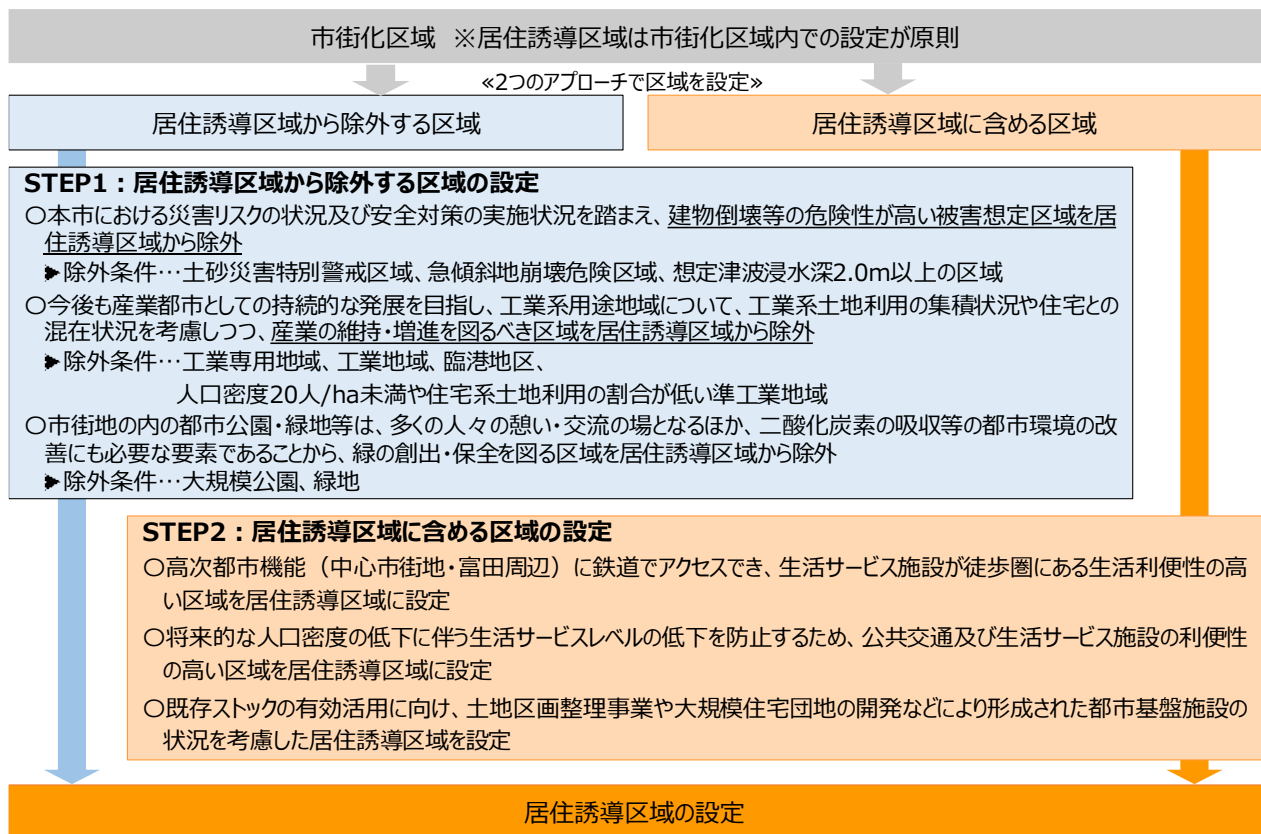 市街化区域 ※居住誘導区域は市街化区域内での設定が原則
≪2つのアプローチで区域を設定≫
居住誘導区域から除外する区域
居住誘導区域に含める区域
STEP1：居住誘導区域から除外する区域の設定
○本市における災害リスクの状況及び安全対策の実施状況を踏まえ、建物倒壊等の危険性が高い被害想定区域を居
住誘導区域から除外
▶除外条件…土砂災害特別警戒区域、急傾斜地崩壊危険区域、想定津波浸水深2.0m以上の区域
○今後も産業都市としての持続的な発展を目指し、工業系用途地域について、工業系土地利用の集積状況や住宅との
混在状況を考慮しつつ、産業の維持・増進を図るべき区域を居住誘導区域から除外
▶除外条件…工業専用地域、工業地域、臨港地区、
人口密度20人/ha未満や住宅系土地利用の割合が低い準工業地域
○市街地の内の都市公園・緑地等は、多くの人々の憩い・交流の場となるほか、二酸化炭素の吸収等の都市環境の改
善にも必要な要素であることから、緑の創出・保全を図る区域を居住誘導区域から除外
▶除外条件…大規模公園、緑地
STEP2：居住誘導区域に含める区域の設定
○高次都市機能（中心市街地・富田周辺）に鉄道でアクセスでき、生活サービス施設が徒歩圏にある生活利便性の高
い区域を居住誘導区域に設定
○将来的な人口密度の低下に伴う生活サービスレベルの低下を防止するため、公共交通及び生活サービス施設の利便性
の高い区域を居住誘導区域に設定
○既存ストックの有効活用に向け、土地区画整理事業や大規模住宅団地の開発などにより形成された都市基盤施設の
状況を考慮した居住誘導区域を設定
居住誘導区域の設定